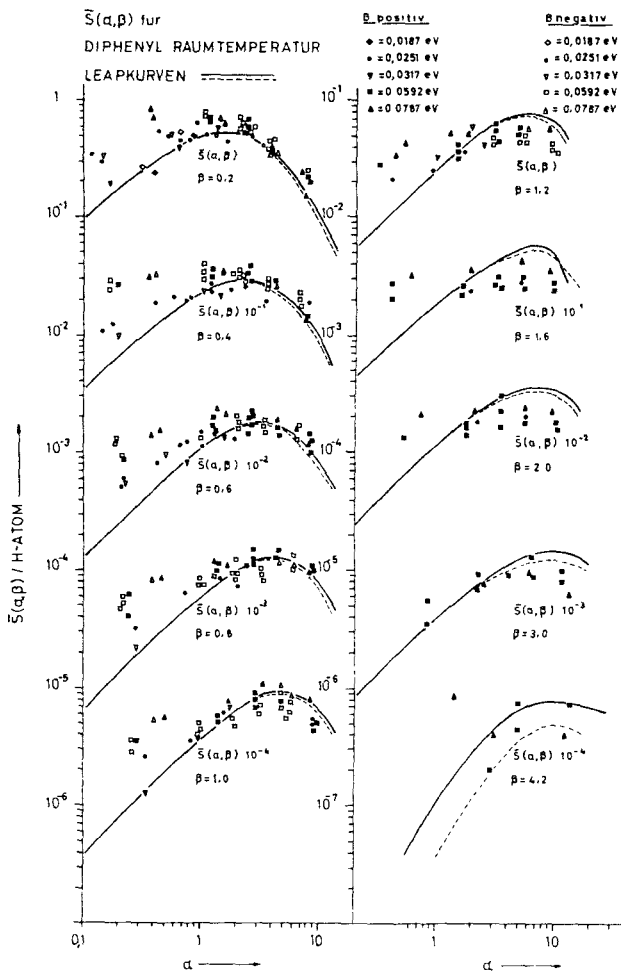 S̄(α,β) fur
DIPHENYL RAUMTEMPERATUR
LEAPKURVEN
β positiv
◆ =0,0187 eV
• =0,0251 eV
▼ =0,0317 eV
■ =0,0592 eV
▲ =0,0787 eV
β negativ
◇ =0,0187 eV
=0,0251 eV
▽ =0,0317 eV
□ =0,0592 eV
△ =0,0787 eV
S̄(α,β) / H-ATOM
1
10⁻¹
10⁻²
10⁻³
10⁻⁴
10⁻⁵
10⁻⁶
S̄(α,β)
β=0,2
S̄(α,β) 10⁻¹
β=0,4
S̄(α,β) 10⁻²
β=0,6
S̄(α,β) 10⁻²
β=0,8
S̄(α,β) 10⁻⁴
β=1,0
0,1
1
10
α
10⁻¹
10⁻²
10⁻³
10⁻⁴
10⁻⁵
10⁻⁶
10⁻⁷
S̄(α,β)
β=1,2
S̄(α,β)
β=1,6
S̄(α,β) 10⁻²
β=2.0
S̄(α,β) 10⁻³
β=3,0
S̄(α,β) 10⁻⁴
β=4,2
1
10
α